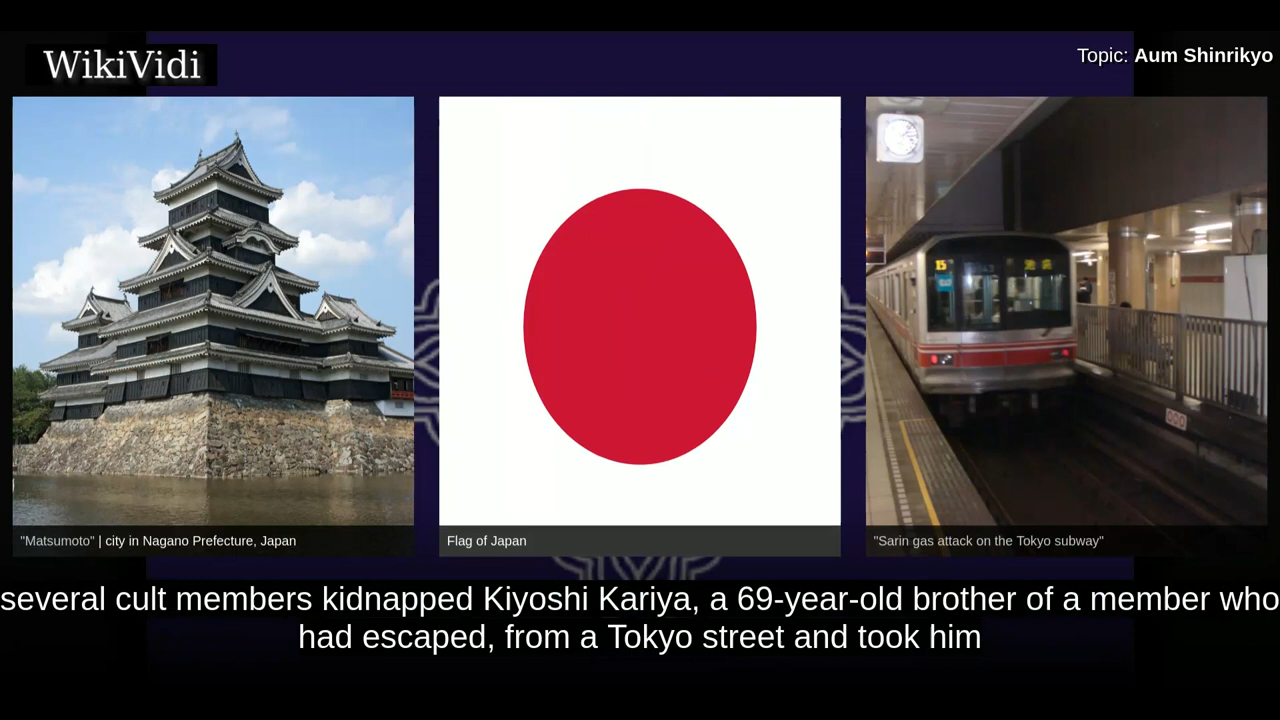 WikiVidi
Topic: Aum Shinrikyo
15
"Matsumoto" | city in Nagano Prefecture, Japan
Flag of Japan
"Sarin gas attack on the Tokyo subway"
several cult members kidnapped Kiyoshi Kariya, a 69-year-old brother of a member who
had escaped, from a Tokyo street and took him